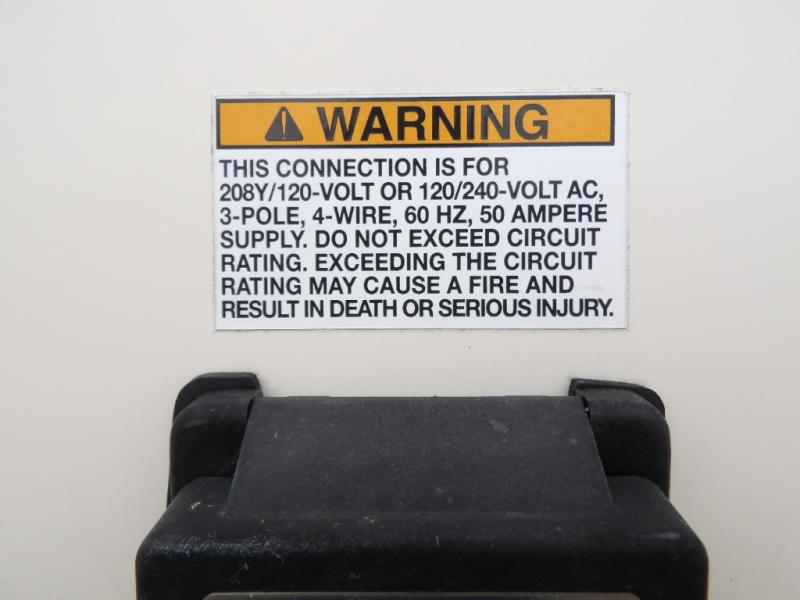 WARNING
THIS CONNECTION IS FOR
208Y/120-VOLT OR 120/240-VOLT AC,
3-POLE, 4-WIRE, 60 HZ, 50 AMPERE
SUPPLY. DO NOT EXCEED CIRCUIT
RATING. EXCEEDING THE CIRCUIT
RATING MAY CAUSE A FIRE AND
RESULT IN DEATH OR SERIOUS INJURY.